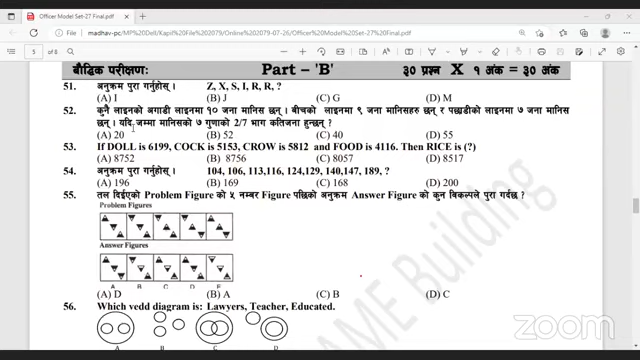 Officer Model Set-27 Final.pdf
madhav-pc/MP%20Dell/Kapil%20File%20P2079/Online%202079-07-26/Officer%20Model%20Set-27%20Final.pdf
5 of 8
बौद्धिक परीक्षणः Part - 'B' ३० प्रश्न X १ अंक = ३० अंक
51. अनुक्रम पुरा गर्नुहोस् । Z, X, S, I, R, R, ?
(A) I (B) J (C) G (D) M
52. कुनै लाइनको अगाडी लाइनमा १० जना मानिस छन् । बीचको लाइनमा ९ जना मानिसहरु छन् र पछाडीको लाइनमा ७ जना मानिस
छन् । यदि जम्मा मानिसको ७ गुणाको 2/7 भाग कतिजना हुन्छन् ?
(A) 20 (B) 52 (C) 40 (D) 55
53. If DOLL is 6199, COCK is 5153, CROW is 5812 and FOOD is 4116. Then RICE is (?)
(A) 8752 (B) 8756 (C) 8057 (D) 8517
54. अनुक्रम पुरा गर्नुहोस् । 104, 106, 113,116, 124,129, 140,147, 189, ?
(A) 196 (B) 169 (C) 168 (D) 200
55. तल दिईएको Problem Figure को ५ नम्बर Figure पछिको अनुक्रम Answer Figure को कुन विकल्पले पुरा गर्दछ ?
Problem Figures
Answer Figures
A B C D E
(A) D (B) A (C) B (D) C
56. Which vedd diagram is: Lawyers, Teacher, Educated.
A B C D
AME Building
zoom